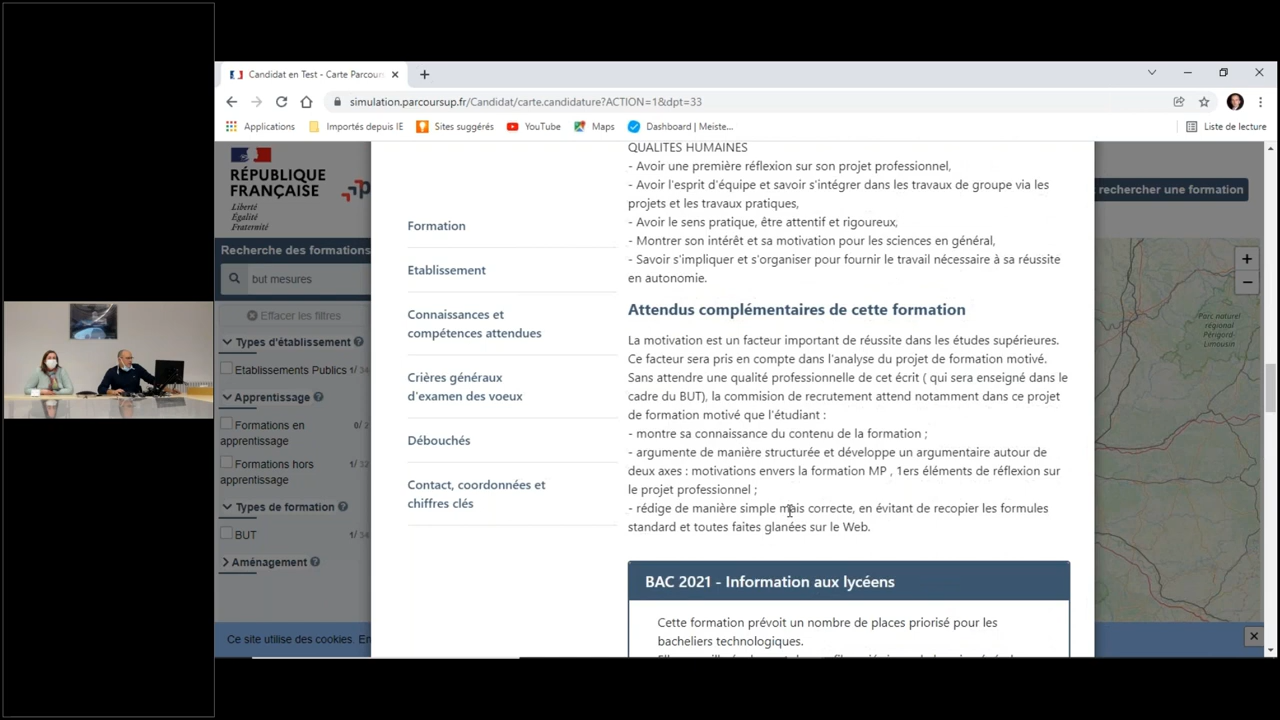 Candidat en Test - Carte Parcours
simulation.parcoursup.fr/Candidat/carte.candidature?ACTION=1&dpt=33
Applications Importés depuis IE Sites suggérés YouTube Maps Dashboard | Meiste... Liste de lecture
RÉPUBLIQUE
FRANÇAISE
Liberté
Égalité
Fraternité
rechercher une formation
Recherche des formations
but mesures
Effacer les filtres
Types d'établissement
Etablissements Publics 1/ 34
Apprentissage
Formations en
apprentissage
0/
Formations hors
apprentissage
1/
Types de formation
BUT 1/
Aménagement
Ce site utilise des cookies. En
Formation
Etablissement
Connaissances et
compétences attendues
Crières généraux
d'examen des voeux
Débouchés
Contact, coordonnées et
chiffres clés
QUALITES HUMAINES
- Avoir une première réflexion sur son projet professionnel,
- Avoir l'esprit d'équipe et savoir s'intégrer dans les travaux de groupe via les
projets et les travaux pratiques,
- Avoir le sens pratique, être attentif et rigoureux,
- Montrer son intérêt et sa motivation pour les sciences en général,
- Savoir s'impliquer et s'organiser pour fournir le travail nécessaire à sa réussite
en autonomie.
Attendus complémentaires de cette formation
La motivation est un facteur important de réussite dans les études supérieures.
Ce facteur sera pris en compte dans l'analyse du projet de formation motivé.
Sans attendre une qualité professionnelle de cet écrit ( qui sera enseigné dans le
cadre du BUT), la commision de recrutement attend notamment dans ce projet
de formation motivé que l'étudiant :
- montre sa connaissance du contenu de la formation ;
- argumente de manière structurée et développe un argumentaire autour de
deux axes : motivations envers la formation MP , 1ers éléments de réflexion sur
le projet professionnel ;
- rédige de manière simple mais correcte, en évitant de recopier les formules
standard et toutes faites glanées sur le Web.
BAC 2021 - Information aux lycéens
Cette formation prévoit un nombre de places priorisé pour les
bacheliers technologiques.
Parc naturel
régional
Périgord-
Limousin